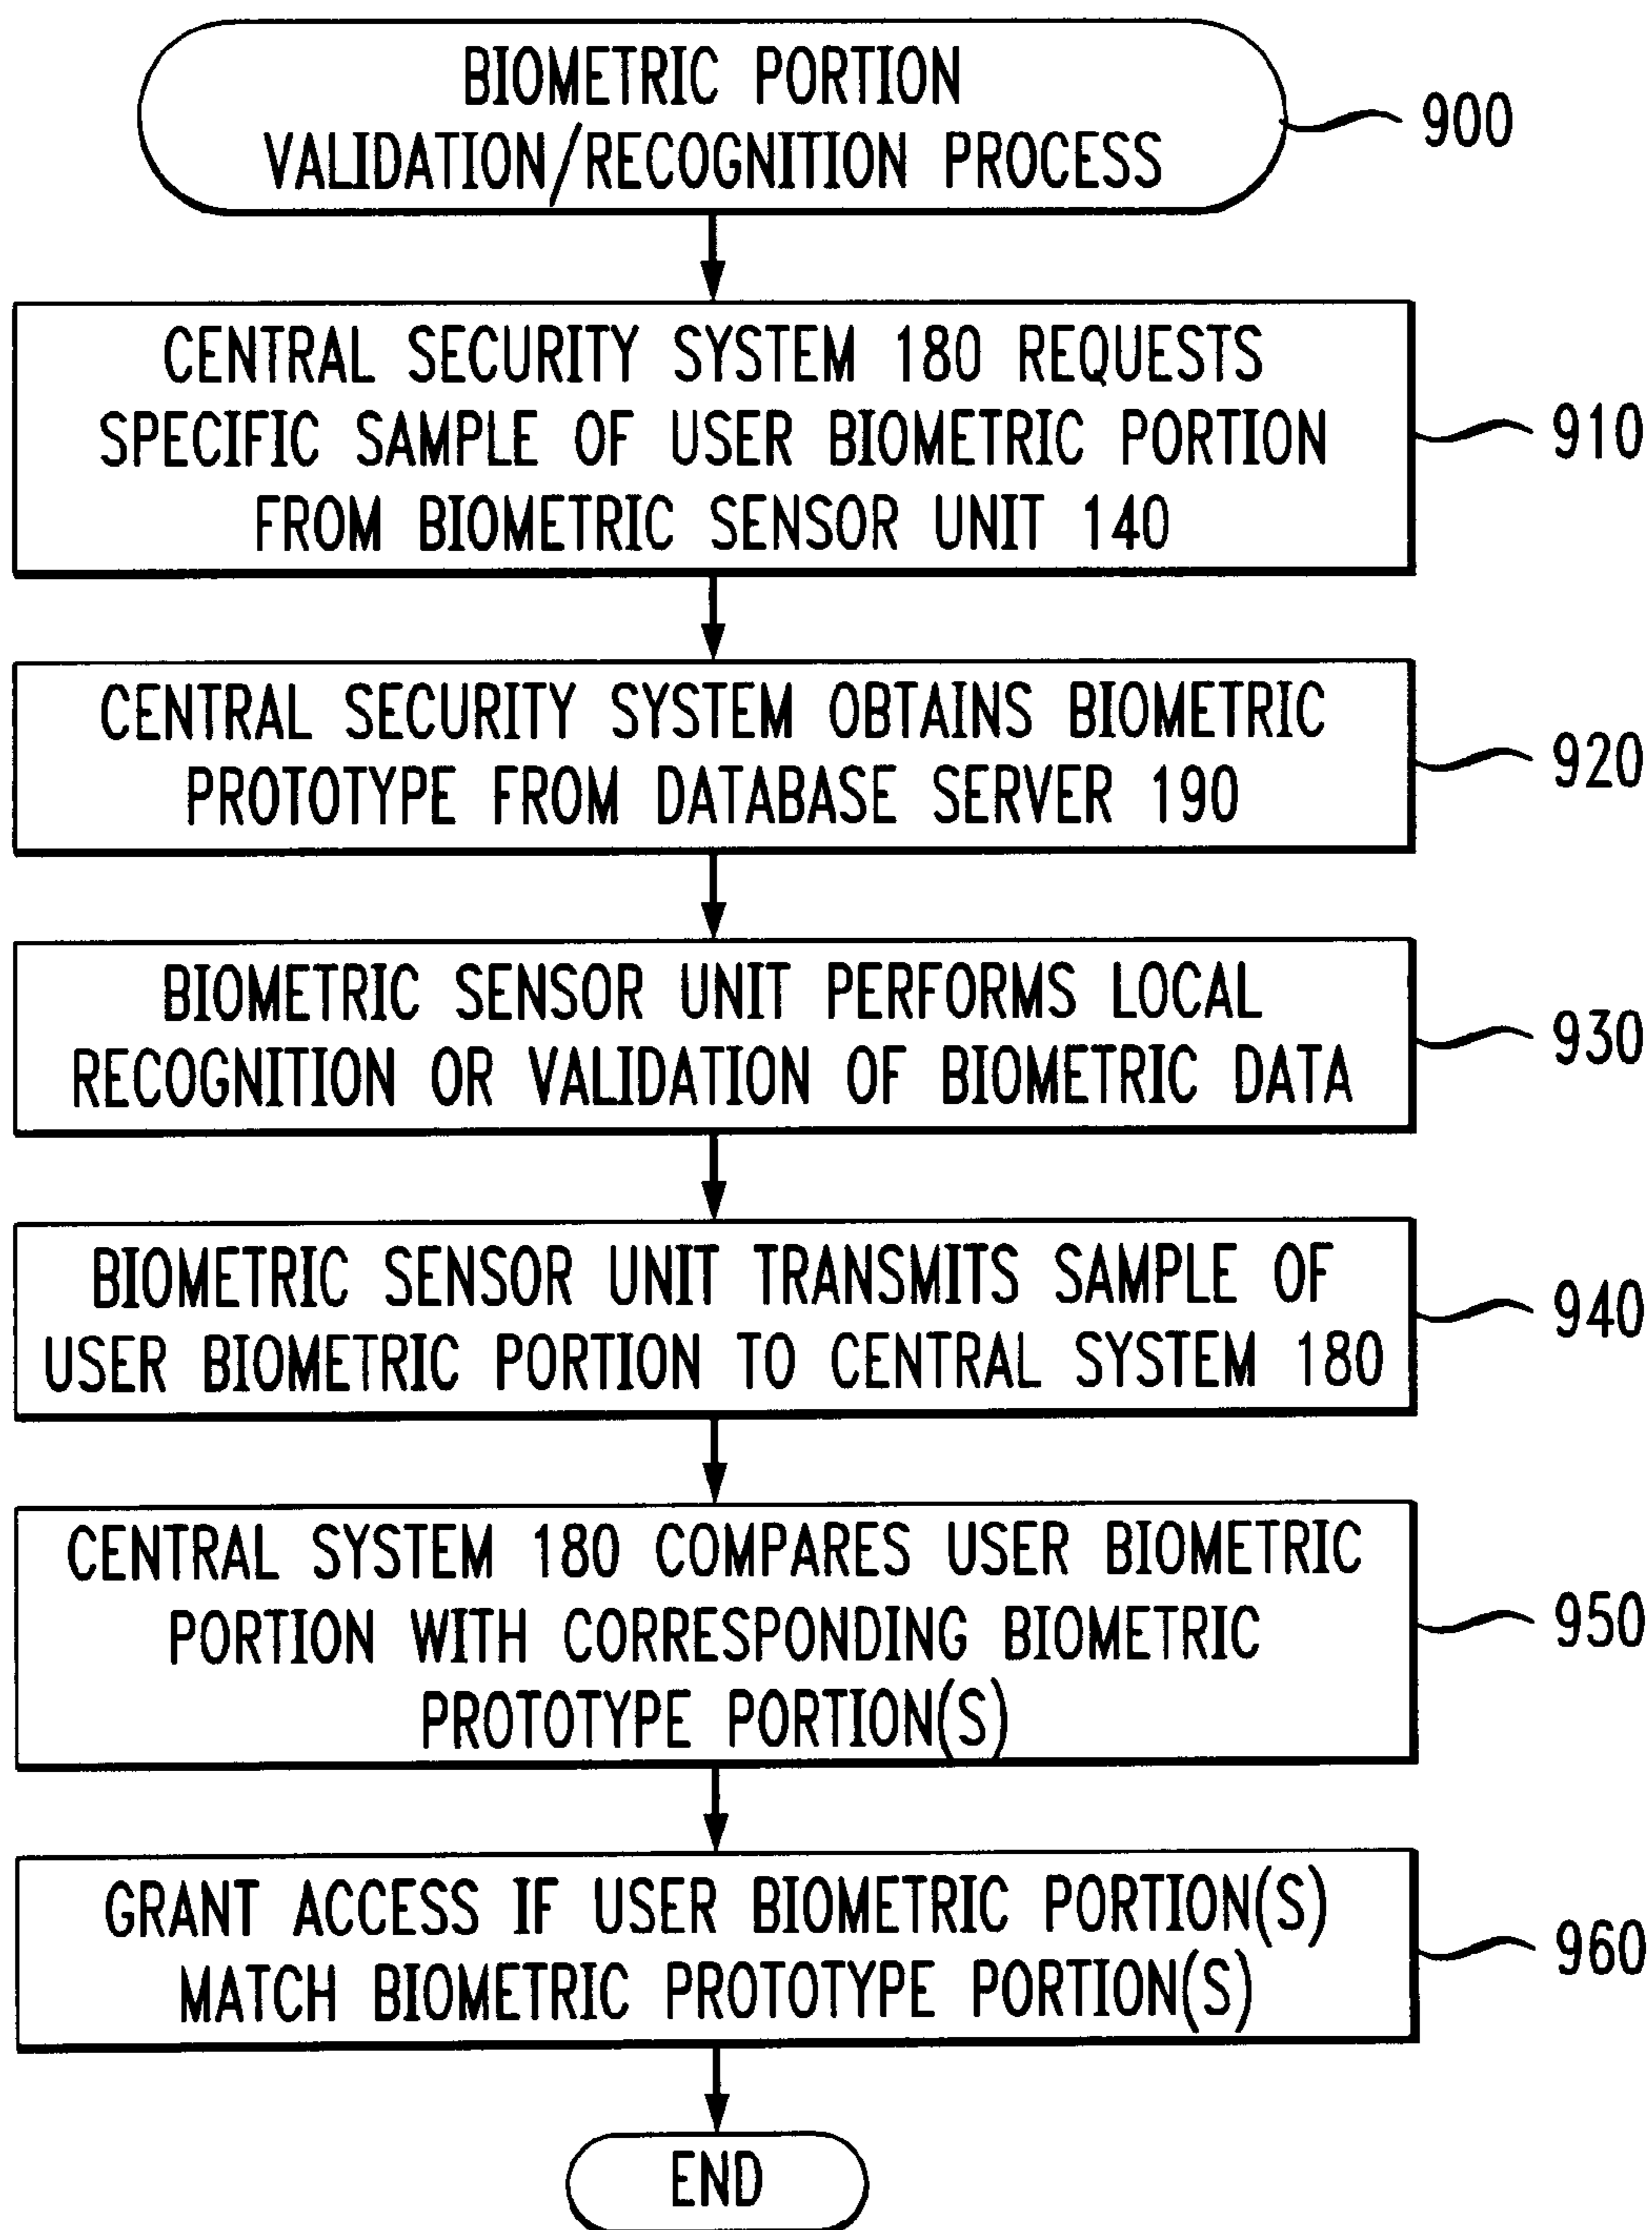 BIOMETRIC PORTION
VALIDATION/RECOGNITION PROCESS
900
CENTRAL SECURITY SYSTEM 180 REQUESTS
SPECIFIC SAMPLE OF USER BIOMETRIC PORTION
FROM BIOMETRIC SENSOR UNIT 140
910
CENTRAL SECURITY SYSTEM OBTAINS BIOMETRIC
PROTOTYPE FROM DATABASE SERVER 190
920
BIOMETRIC SENSOR UNIT PERFORMS LOCAL
RECOGNITION OR VALIDATION OF BIOMETRIC DATA
930
BIOMETRIC SENSOR UNIT TRANSMITS SAMPLE OF
USER BIOMETRIC PORTION TO CENTRAL SYSTEM 180
940
CENTRAL SYSTEM 180 COMPARES USER BIOMETRIC
PORTION WITH CORRESPONDING BIOMETRIC
PROTOTYPE PORTION(S)
950
GRANT ACCESS IF USER BIOMETRIC PORTION(S)
MATCH BIOMETRIC PROTOTYPE PORTION(S)
960
END